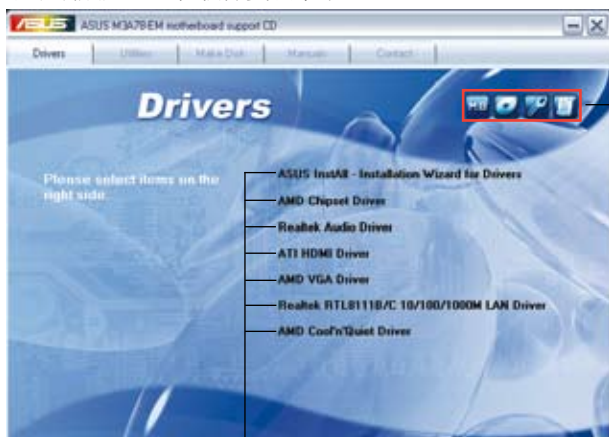 ASUS M3A78-EM motherboard support CD
Drivers
Utilities
Make Disk
Manuals
Contact
Drivers
Please select items on the
right side.
ASUS InstAll - Installation Wizard for Drivers
AMD Chipset Driver
Realtek Audio Driver
ATI HDMI Driver
AMD VGA Driver
Realtek RTL8111B/C 10/100/1000M LAN Driver
AMD Cool'n'Quiet Driver